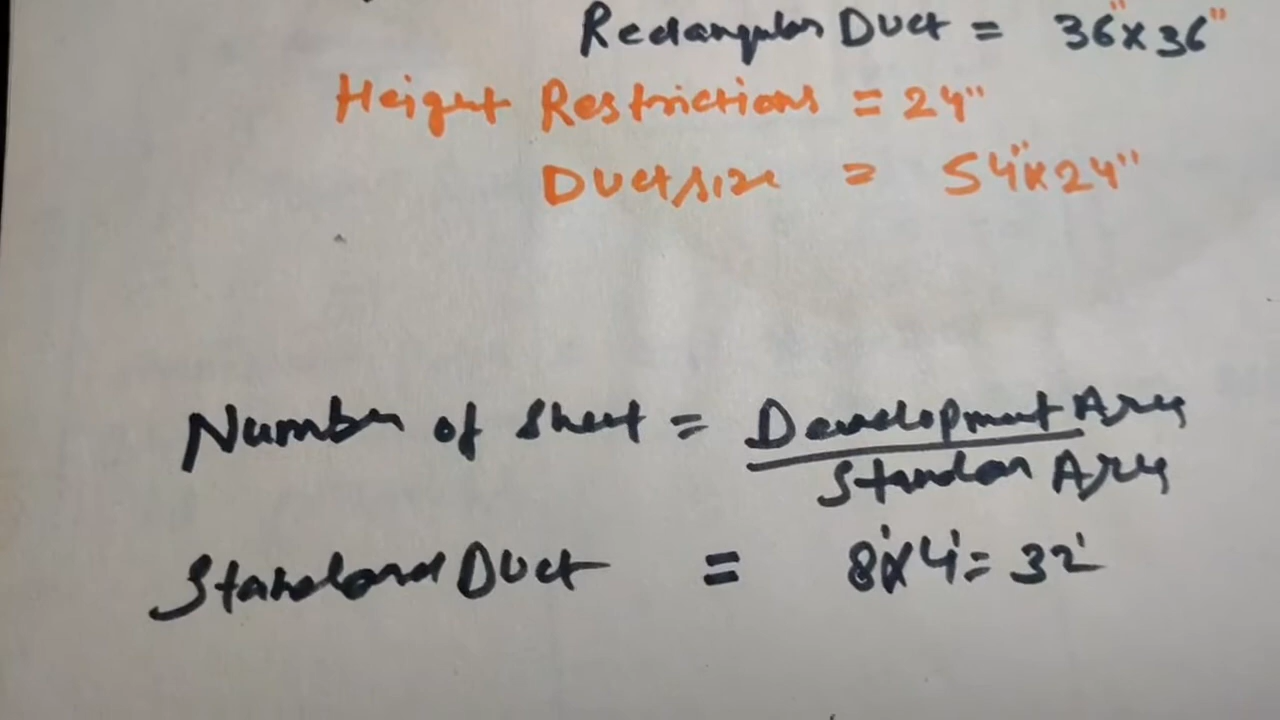 Rectangular Duct = 36"x36"
Height Restrictions = 24"
Duct size = 54"x24"
Number of Sheet = Development Area
Standar Area
Standard Duct = 8'x4'= 32'